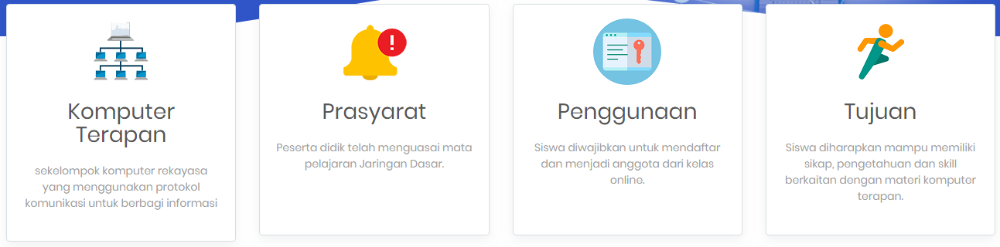 Komputer
Terapan
sekelompok komputer rekayasa
yang menggunakan protokol
komunikasi untuk berbagi informasi
Prasyarat
Peserta didik telah menguasai mata
pelajaran Jaringan Dasar.
Penggunaan
Siswa diwajibkan untuk mendaftar
dan menjadi anggota dari kelas
online.
Tujuan
Siswa diharapkan mampu memiliki
sikap, pengetahuan dan skill
berkaitan dengan materi komputer
terapan.